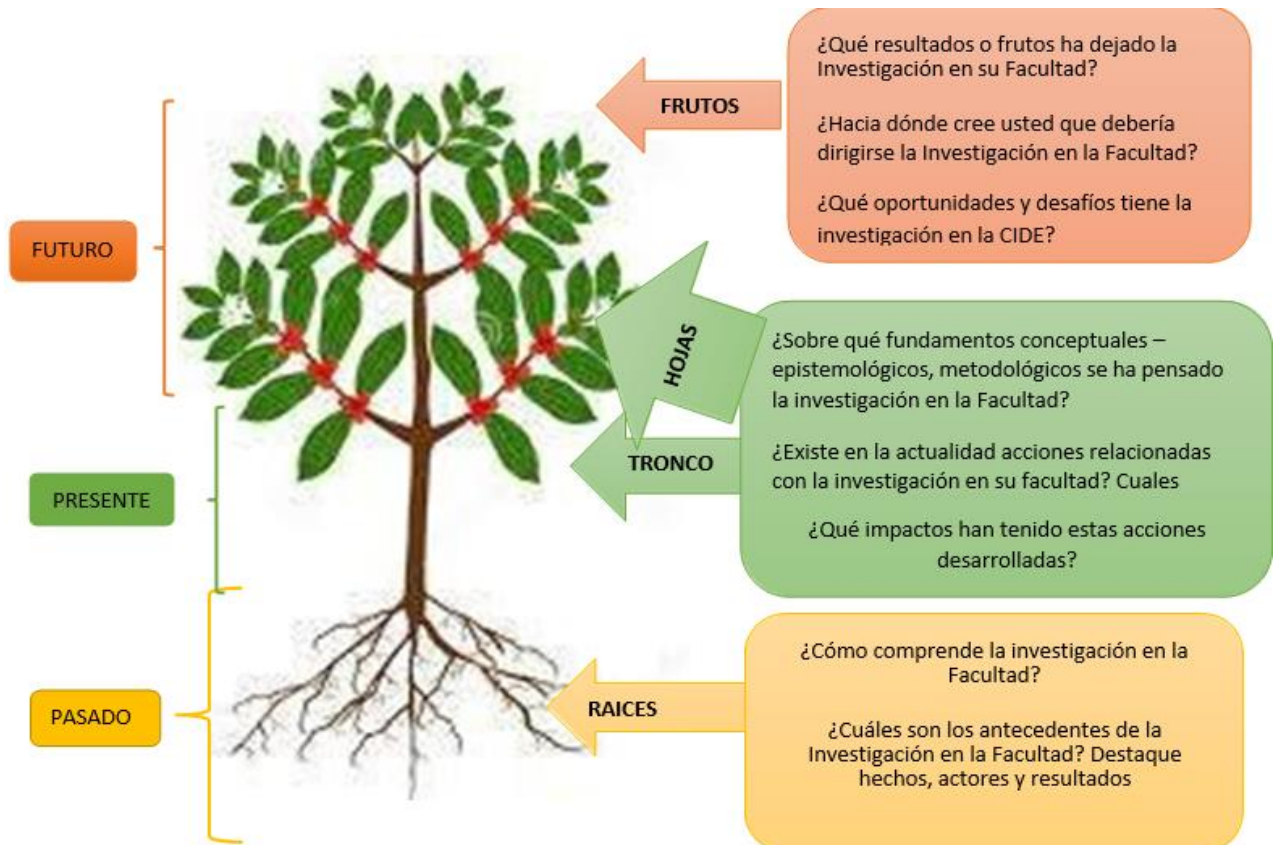 ¿Qué resultados o frutos ha dejado la
Investigación en su Facultad?
¿Hacia dónde cree usted que debería
dirigirse la Investigación en la Facultad?
¿Qué oportunidades y desafíos tiene la
investigación en la CIDE?
FRUTOS
FUTURO
HOJAS
¿Sobre qué fundamentos conceptuales –
epistemológicos, metodológicos se ha pensado
la investigación en la Facultad?
¿Existe en la actualidad acciones relacionadas
con la investigación en su facultad? Cuales
¿Qué impactos han tenido estas acciones
desarrolladas?
TRONCO
PRESENTE
¿Cómo comprende la investigación en la
Facultad?
¿Cuáles son los antecedentes de la
Investigación en la Facultad? Destaque
hechos, actores y resultados
RAICES
PASADO